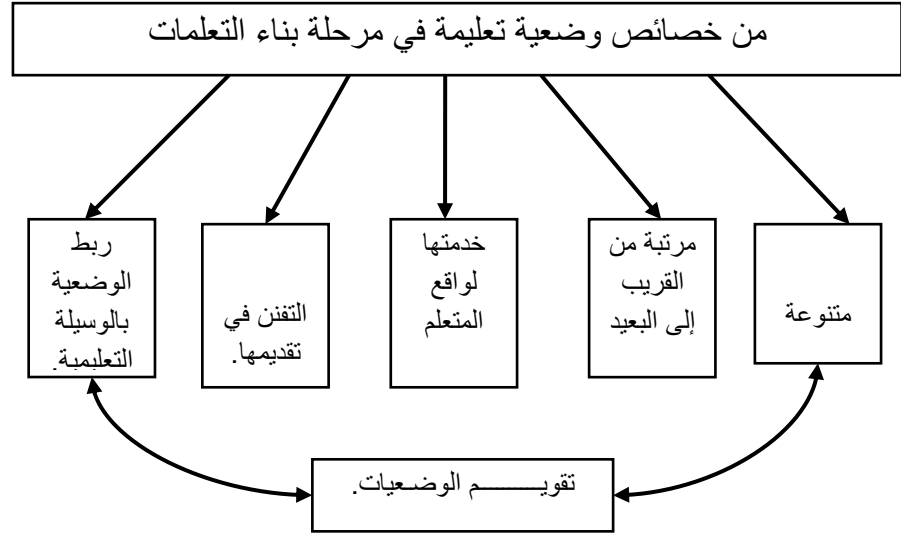 من خصائص وضعية تعليمة في مرحلة بناء التعلمات
متنوعة
مرتبة من
القريب
إلى البعيد
خدمتها
لواقع
المتعلم
التفنن في
تقديمها.
ربط
الوضعية
بالوسيلة
التعليمية.
تقويـــــــــــم الوضعيات.